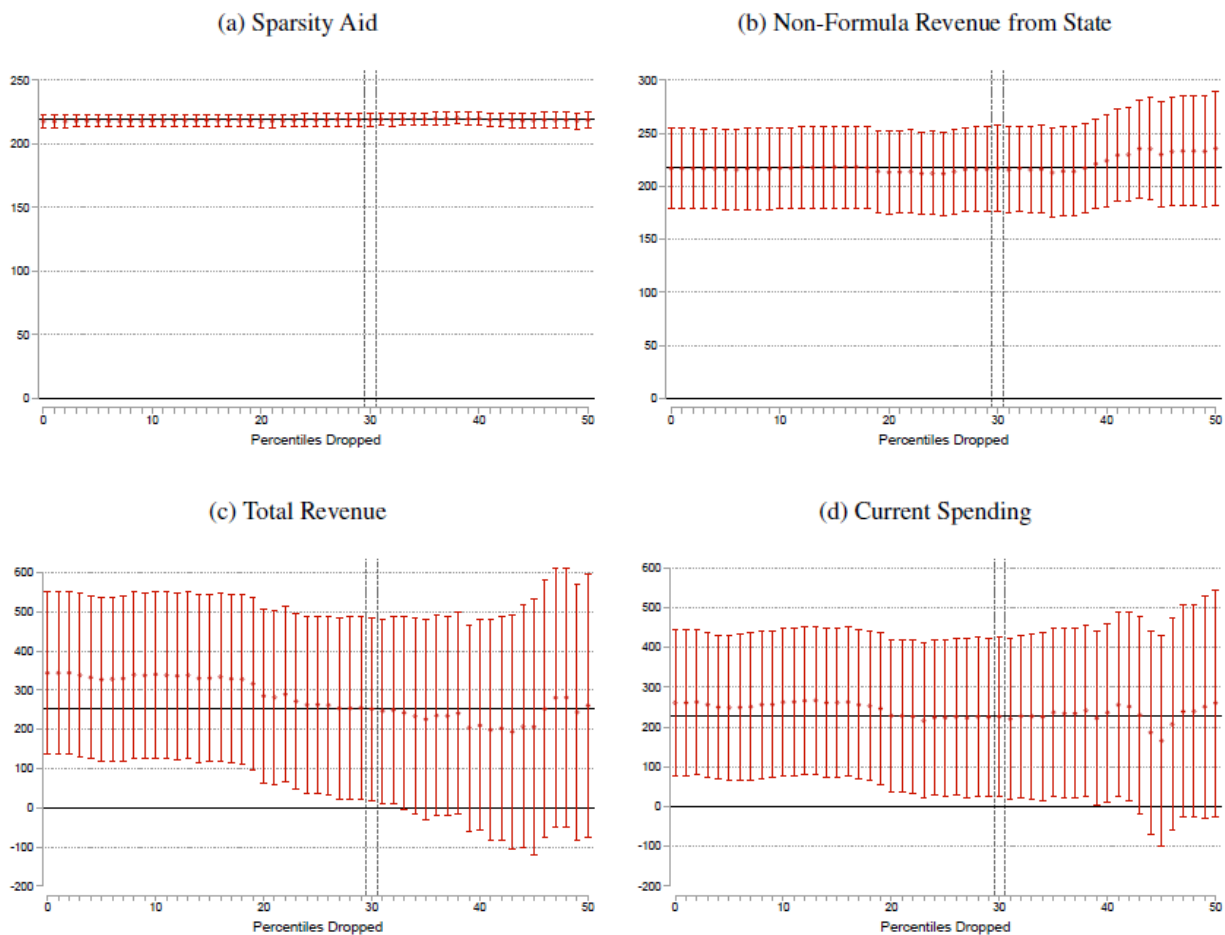 (a) Sparsity Aid
250
200
150
100
50
0
0 10 20 30 40 50
Percentiles Dropped
(b) Non-Formula Revenue from State
300
250
200
150
100
50
0
0 10 20 30 40 50
Percentiles Dropped
(c) Total Revenue
600
500
400
300
200
100
0
-100
-200
0 10 20 30 40 50
Percentiles Dropped
(d) Current Spending
600
500
400
300
200
100
0
-100
-200
0 10 20 30 40 50
Percentiles Dropped